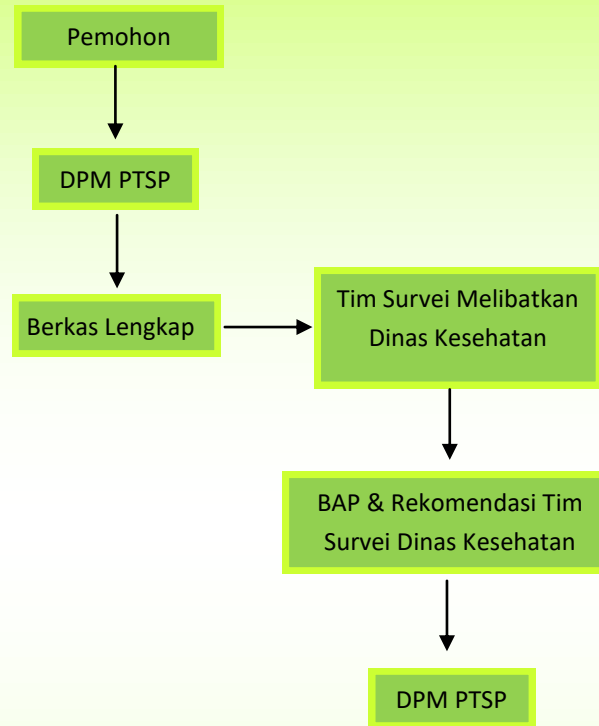 Pemohon
DPM PTSP
Berkas Lengkap
Tim Survei Melibatkan
Dinas Kesehatan
BAP & Rekomendasi Tim
Survei Dinas Kesehatan
DPM PTSP